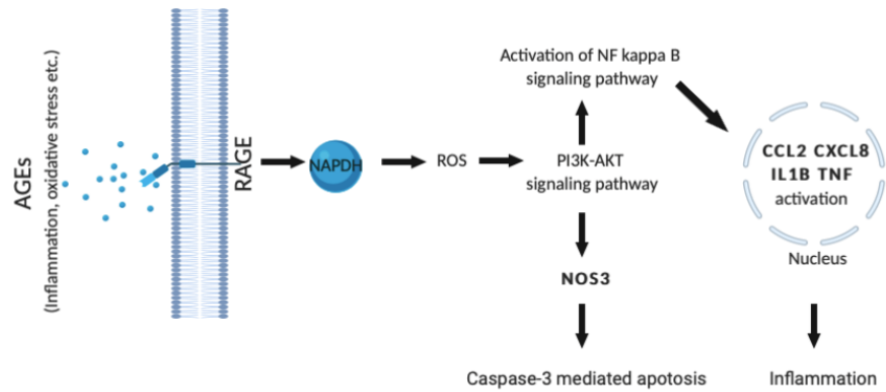 AGEs
(Inflammation, oxidative stress etc.)
RAGE
NAPDH
ROS
PI3K-AKT
signaling pathway
Activation of NF kappa B
signaling pathway
CCL2 CXCL8
IL1B TNF
activation
Nucleus
NOS3
Caspase-3 mediated apotosis
Inflammation